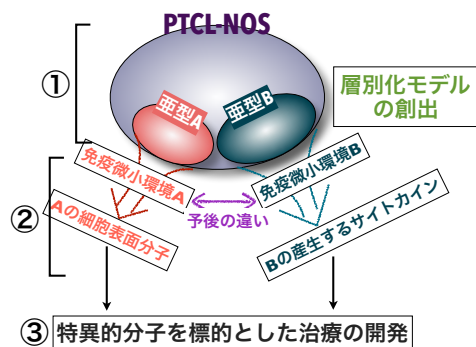 PTCL-NOS
①
亜型A
亜型B
層別化モデル
の創出
免疫微小環境A
免疫微小環境B
②
予後の違い
Aの細胞表面分子
Bの産生するサイトカイン
③ 特異的分子を標的とした治療の開発